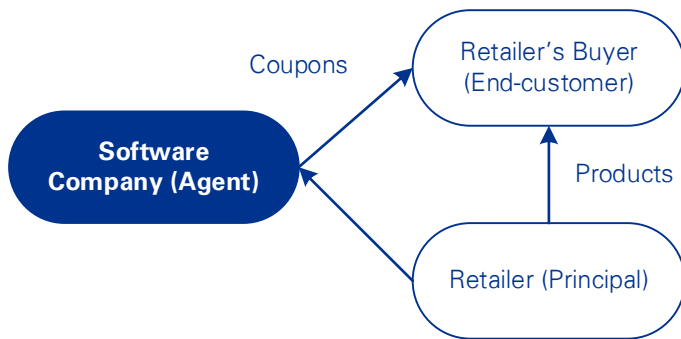 Coupons
Retailer’s Buyer
(End-customer)
Software
Company (Agent)
Products
Retailer (Principal)